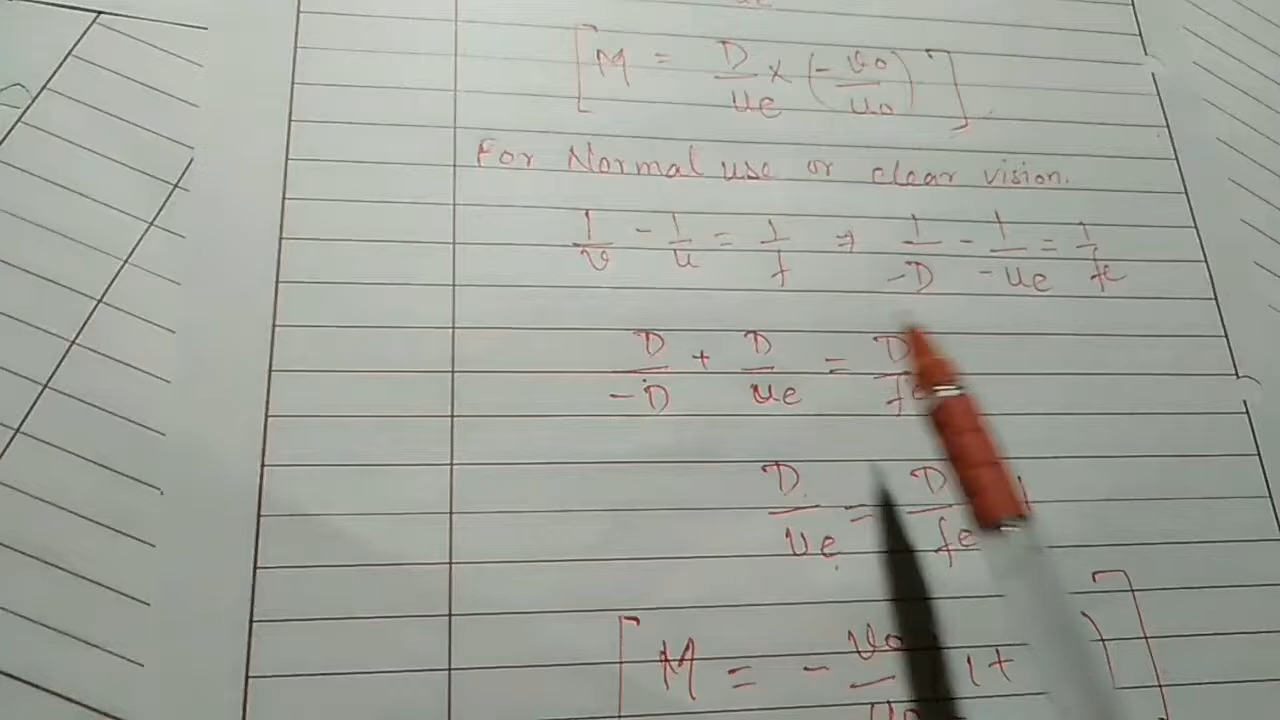 [M = D/ue × (-vo/uo)]
For Normal use or clear vision.
1/v - 1/u = 1/f ⇒ 1/-D - 1/-ue = 1/fe
D/-D + D/ue = D/fe
D/ue = D/fe
[M = - vo/uo 1+